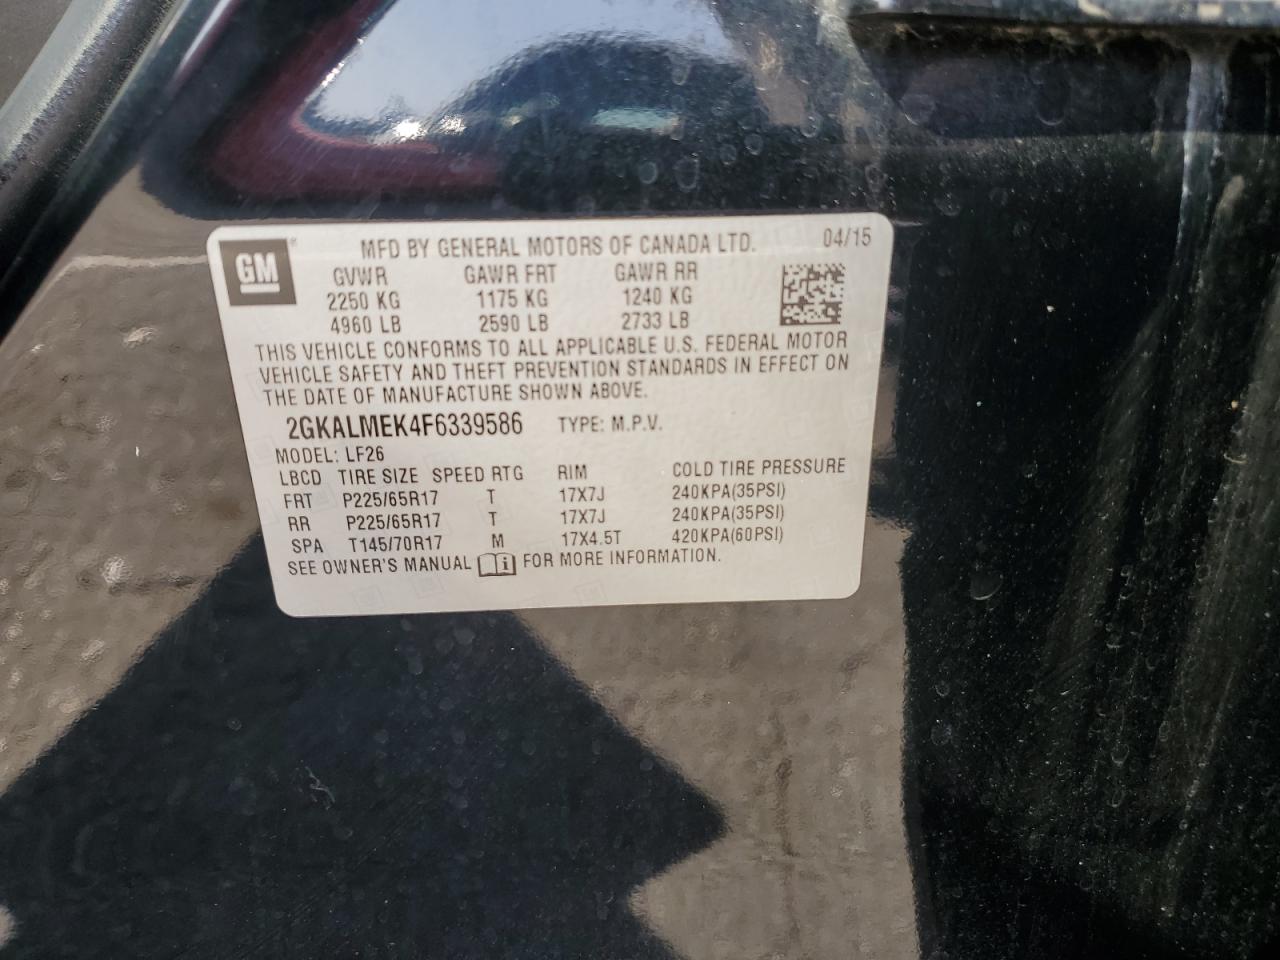 GM® MFD BY GENERAL MOTORS OF CANADA LTD. 04/15
GVWR GAWR FRT GAWR RR
2250 KG 1175 KG 1240 KG
4960 LB 2590 LB 2733 LB
THIS VEHICLE CONFORMS TO ALL APPLICABLE U.S. FEDERAL MOTOR
VEHICLE SAFETY AND THEFT PREVENTION STANDARDS IN EFFECT ON
THE DATE OF MANUFACTURE SHOWN ABOVE.
2GKALMEK4F6339586 TYPE: M.P.V.
MODEL: LF26
LBCD TIRE SIZE SPEED RTG RIM COLD TIRE PRESSURE
FRT P225/65R17 T 17X7J 240KPA(35PSI)
RR P225/65R17 T 17X7J 240KPA(35PSI)
SPA T145/70R17 M 17X4.5T 420KPA(60PSI)
SEE OWNER'S MANUAL i FOR MORE INFORMATION.